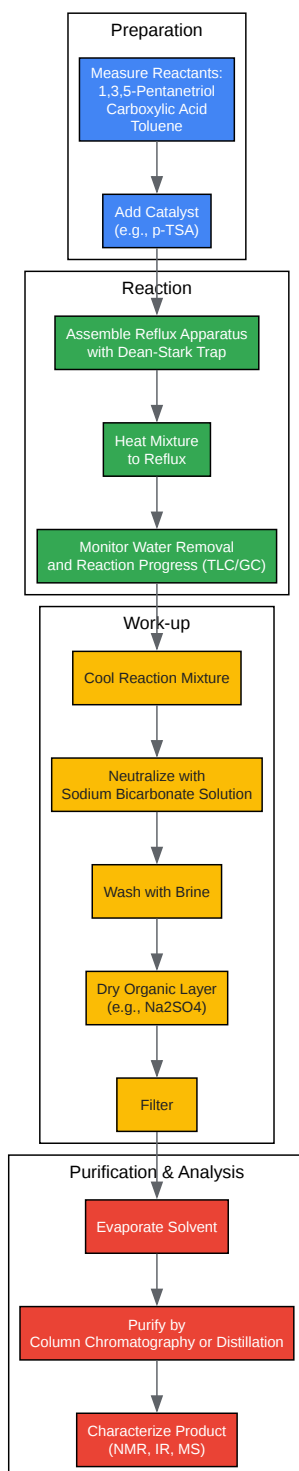 Preparation
Measure Reactants:
1,3,5-Pentanetriol
Carboxylic Acid
Toluene
Add Catalyst
(e.g., p-TSA)
Reaction
Assemble Reflux Apparatus
with Dean-Stark Trap
Heat Mixture
to Reflux
Monitor Water Removal
and Reaction Progress (TLC/GC)
Work-up
Cool Reaction Mixture
Neutralize with
Sodium Bicarbonate Solution
Wash with Brine
Dry Organic Layer
(e.g., Na2SO4)
Filter
Purification & Analysis
Evaporate Solvent
Purify by
Column Chromatography or Distillation
Characterize Product
(NMR, IR, MS)